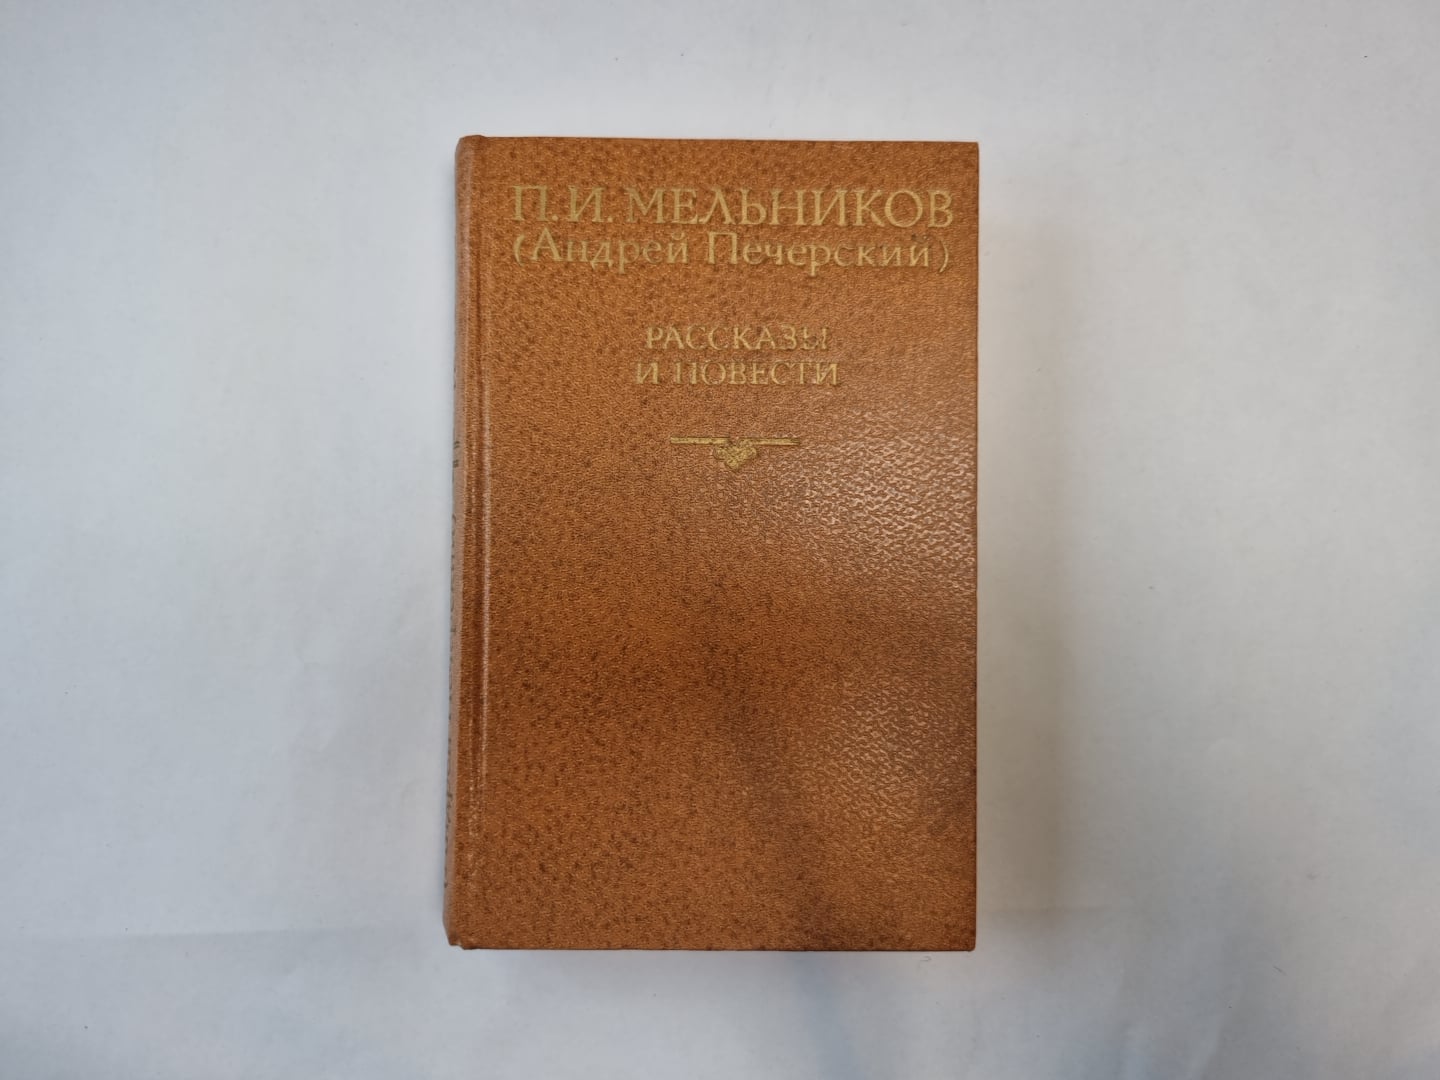 П.И. МЕЛЬНИКОВ
(Андрей Печерский)
РАССКАЗЫ
И ПОВЕСТИ